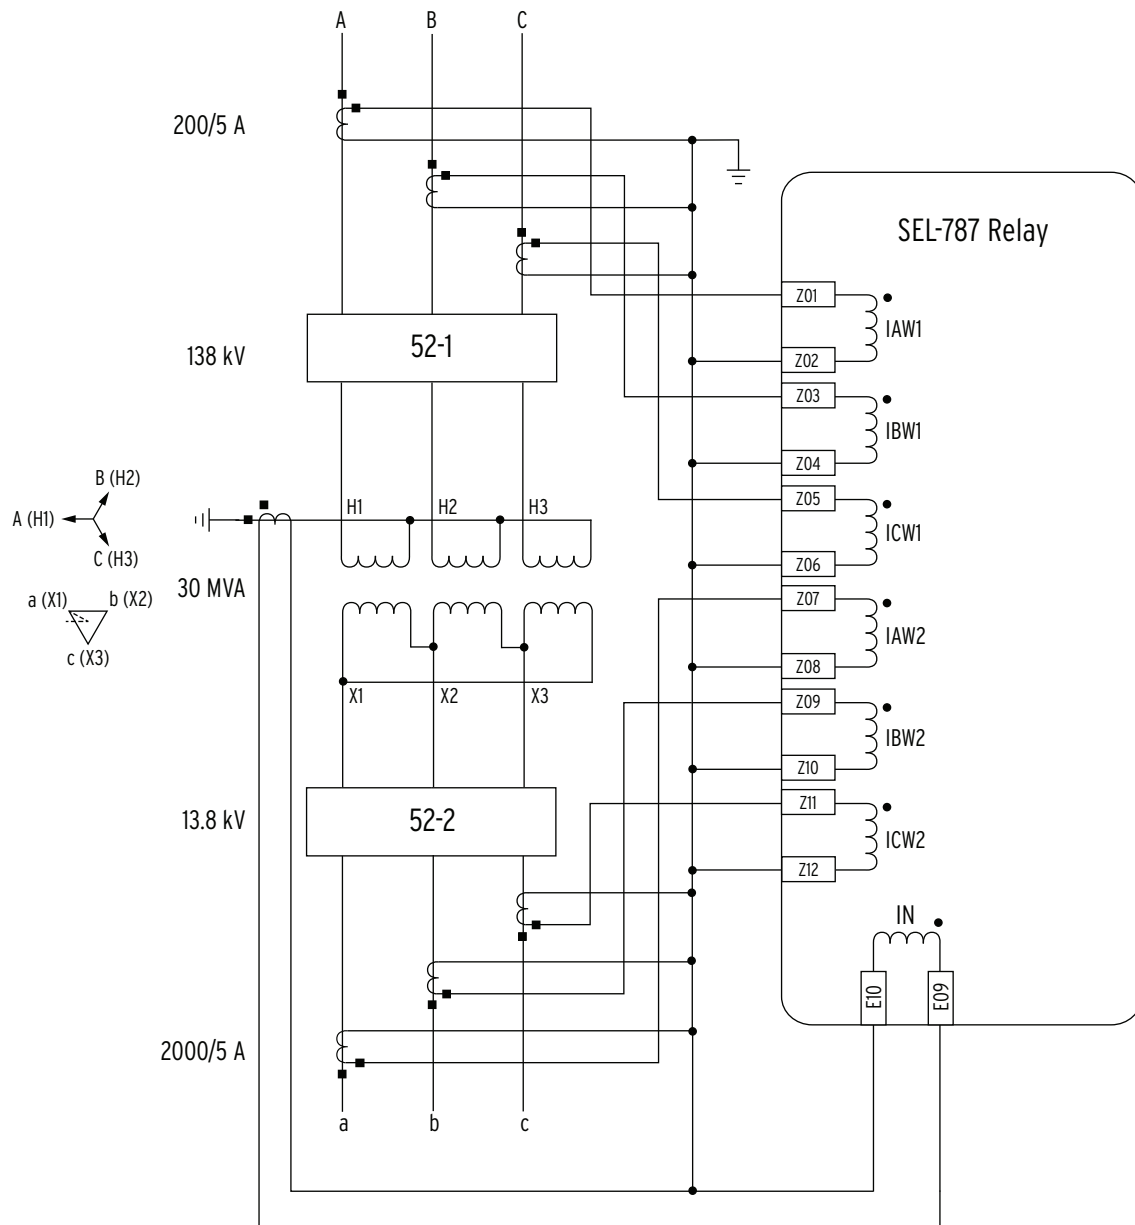 A B C
200/5 A
SEL-787 Relay
Z01
IAW1
138 kV
52-1
Z02
Z03
IBW1
Z04
B (H2)
A (H1)
C (H3)
H1 H2 H3
Z05
ICW1
Z06
30 MVA
a (X1) b (X2)
c (X3)
Z07
IAW2
Z08
X1 X2 X3
Z09
IBW2
Z10
13.8 kV
52-2
Z11
ICW2
Z12
IN
E10 E09
2000/5 A
a b c